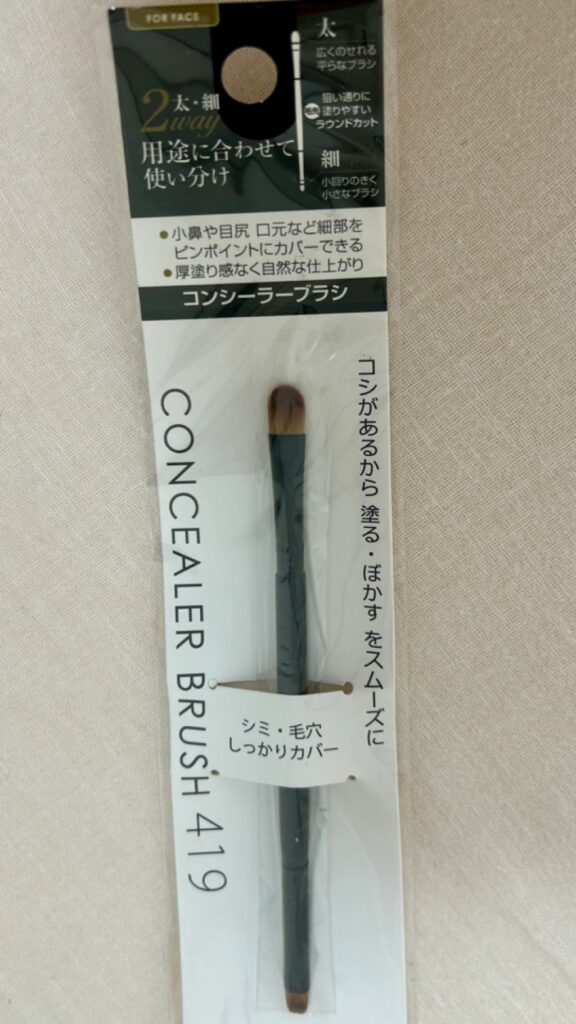 FOR FACE
2way
太・細
用途に合わせて
使い分け
太
広くのせれる
平らなブラシ
狙い通りに
塗りやすい
ラウンドカット
細
小回りのきく
小さなブラシ
●小鼻や目尻 口元など細部を
ピンポイントにカバーできる
●厚塗り感なく自然な仕上がり
コンシーラーブラシ
コシがあるから 塗る・ぼかす をスムーズに
CONCEALER BRUSH 419
シミ・毛穴
しっかりカバー